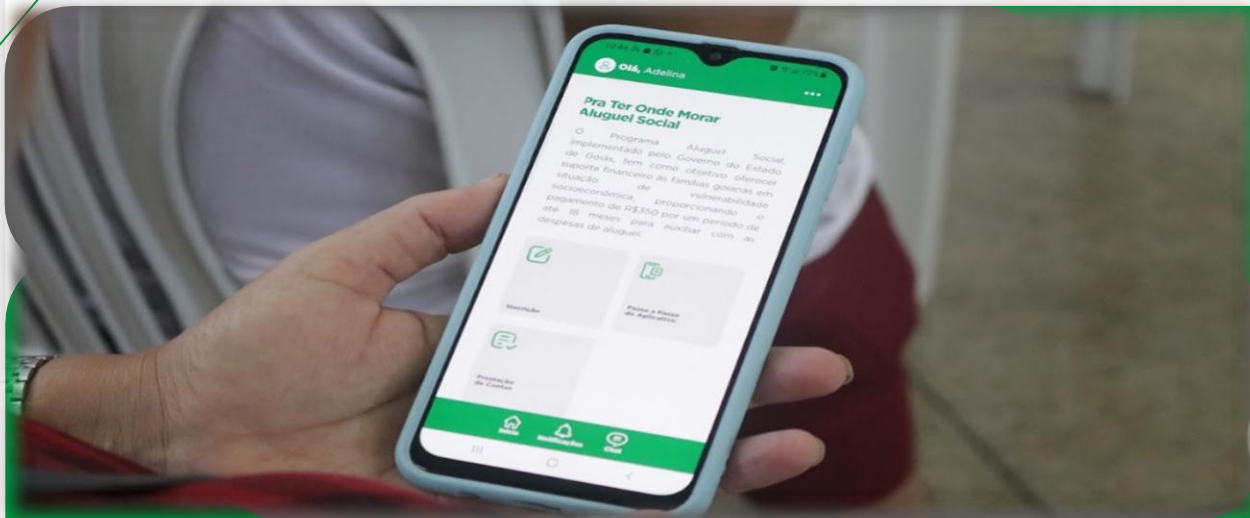 12:44
Olá, Adelina
Pra Ter Onde Morar
Aluguel Social
O Programa Aluguel Social,
implementado pelo Governo do Estado
de Goiás, tem como objetivo oferecer
suporte financeiro às famílias goianas em
situação de vulnerabilidade
socioeconômica, proporcionando o
pagamento de R$350 por um período de
até 18 meses para auxiliar com as
despesas de aluguel.
Inscrição
Passo a Passo
do Aplicativo
Prestação
de Contas
Início
Notificações
Chat